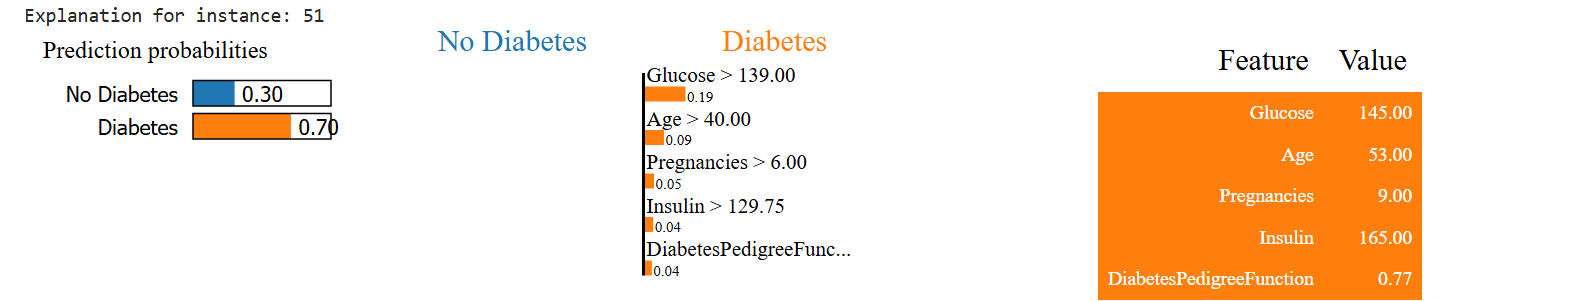 Explanation for instance: 51
Prediction probabilities
No Diabetes 0.30
Diabetes 0.70
No Diabetes Diabetes
Glucose > 139.00
0.19
Age > 40.00
0.09
Pregnancies > 6.00
0.05
Insulin > 129.75
0.04
DiabetesPedigreeFunc...
0.04
Feature Value
Glucose 145.00
Age 53.00
Pregnancies 9.00
Insulin 165.00
DiabetesPedigreeFunction 0.77